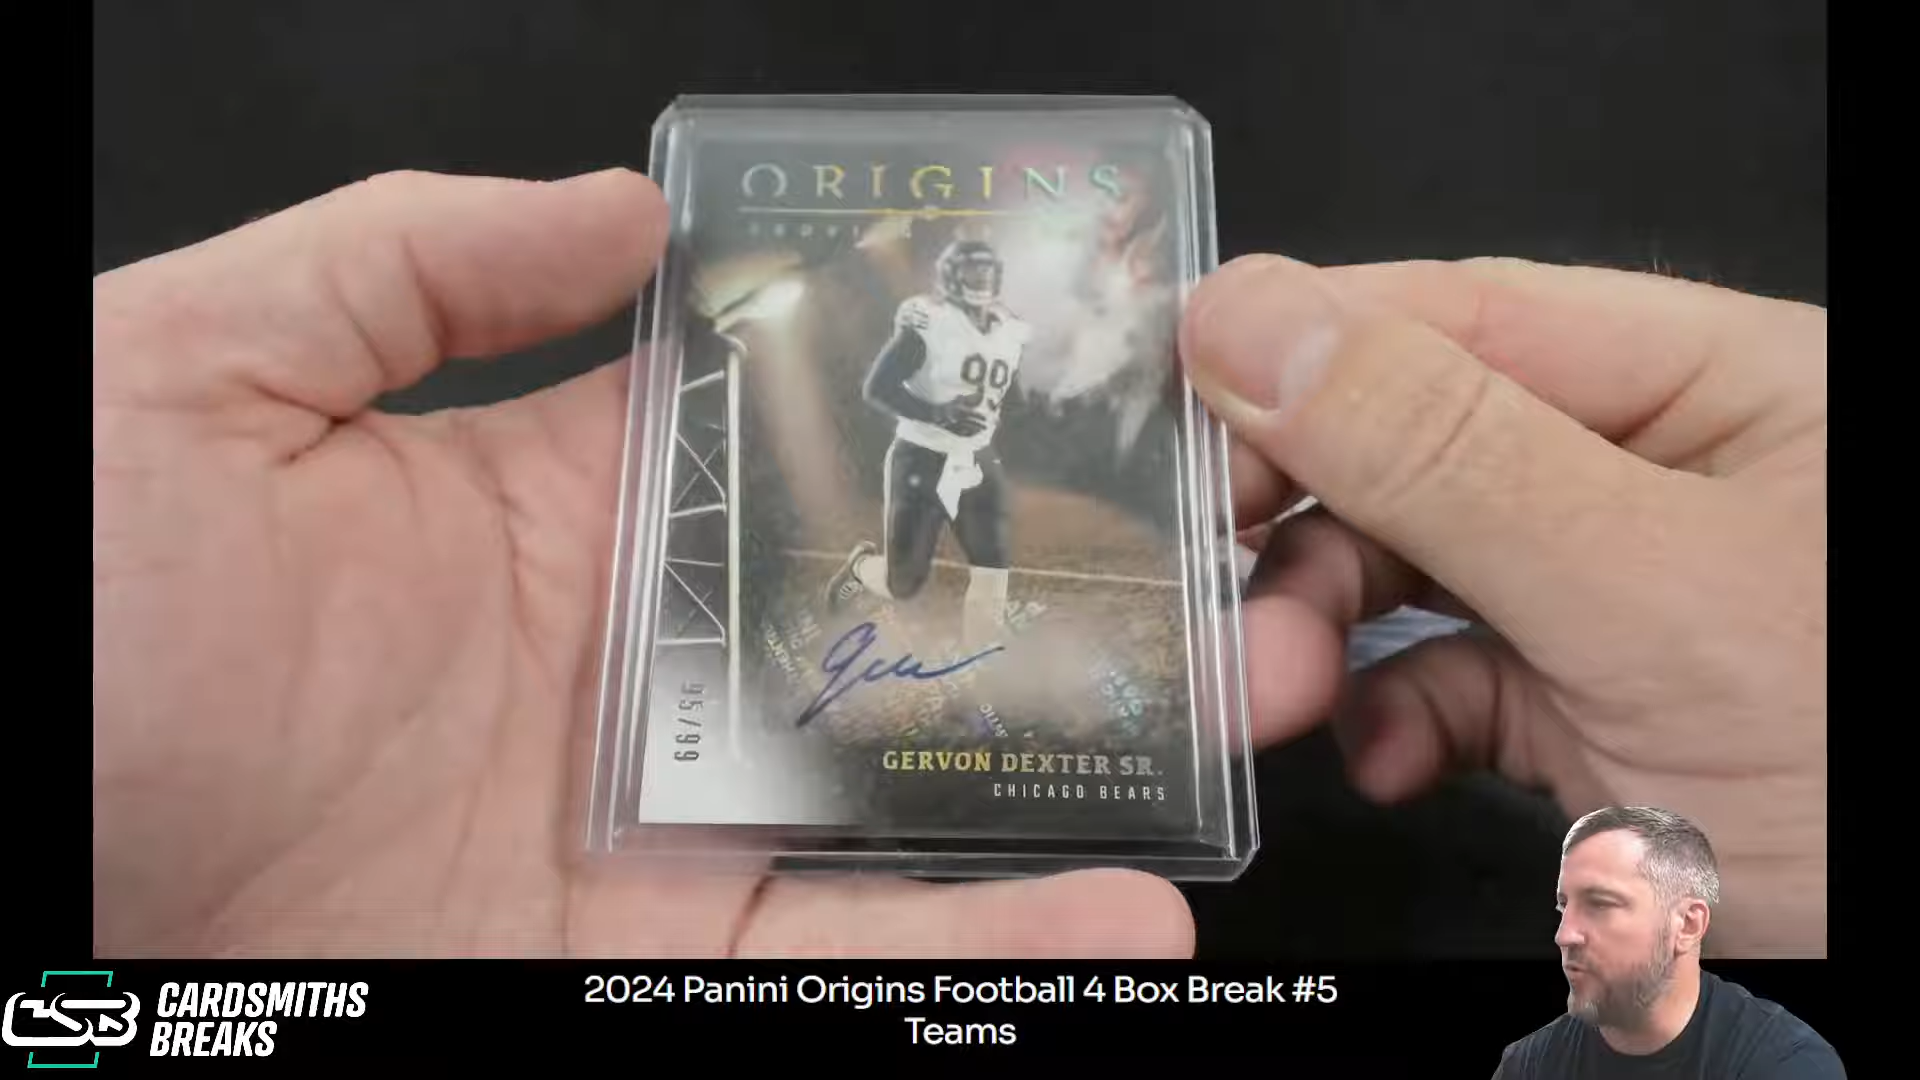 ORIGINS
99
95/99
GERVON DEXTER SR.
CHICAGO BEARS
CSB
CARDSMITHS
BREAKS
2024 Panini Origins Football 4 Box Break #5
Teams